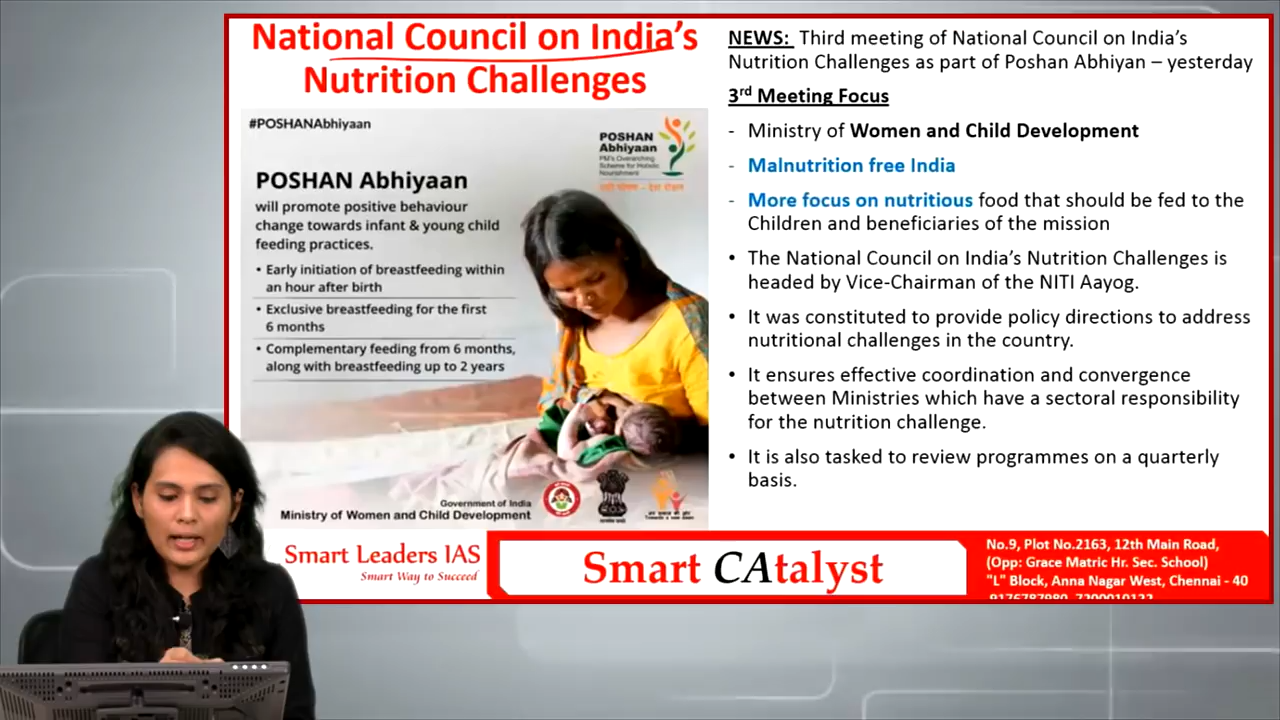 National Council on India's
Nutrition Challenges
#POSHANAbhiyaan
POSHAN
Abhiyaan
PM's Overarching
Scheme for Holistic
Nourishment
सही पोषण – देश रोशन
POSHAN Abhiyaan
will promote positive behaviour
change towards infant & young child
feeding practices.
• Early initiation of breastfeeding within
an hour after birth
• Exclusive breastfeeding for the first
6 months
• Complementary feeding from 6 months,
along with breastfeeding up to 2 years
Government of India
Ministry of Women and Child Development
NEWS: Third meeting of National Council on India's
Nutrition Challenges as part of Poshan Abhiyan – yesterday
3rd Meeting Focus
- Ministry of Women and Child Development
- Malnutrition free India
- More focus on nutritious food that should be fed to the
Children and beneficiaries of the mission
• The National Council on India's Nutrition Challenges is
headed by Vice-Chairman of the NITI Aayog.
• It was constituted to provide policy directions to address
nutritional challenges in the country.
• It ensures effective coordination and convergence
between Ministries which have a sectoral responsibility
for the nutrition challenge.
• It is also tasked to review programmes on a quarterly
basis.
Smart Leaders IAS
Smart Way to Succeed
Smart CAtalyst
No.9, Plot No.2163, 12th Main Road,
(Opp: Grace Matric Hr. Sec. School)
"L" Block, Anna Nagar West, Chennai - 40